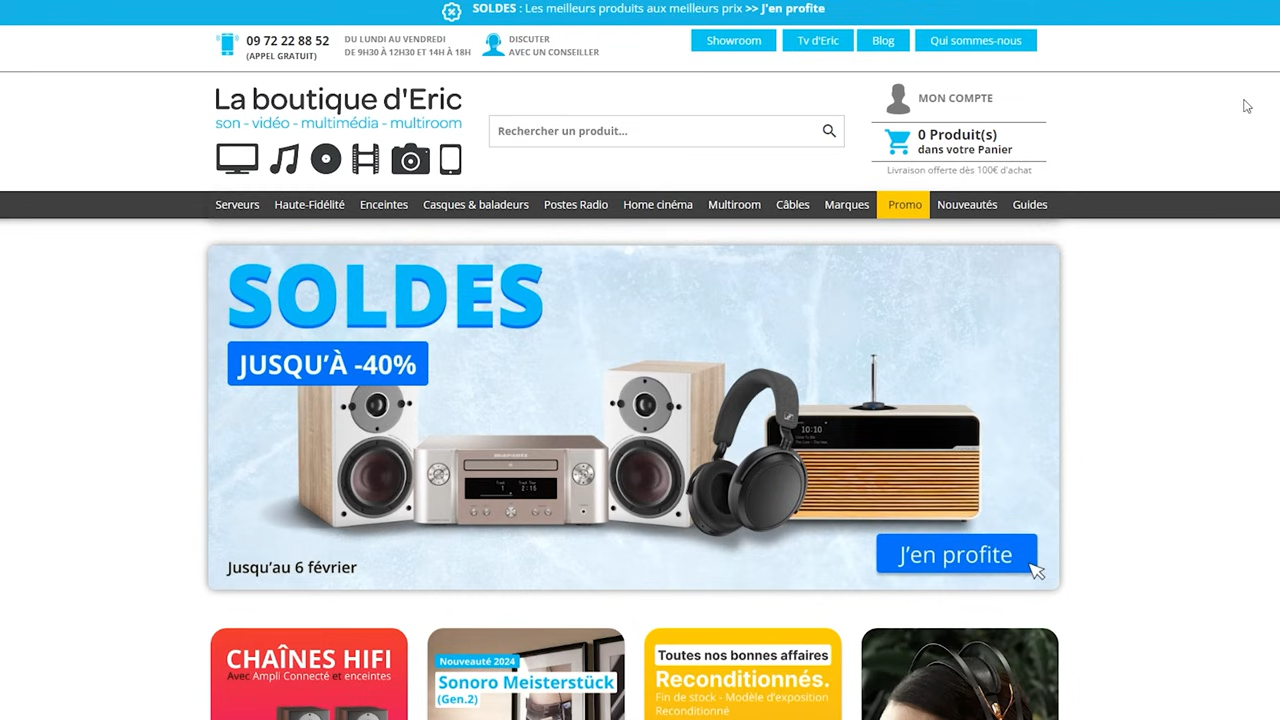 SOLDES : Les meilleurs produits aux meilleurs prix >> J'en profite
09 72 22 88 52
(APPEL GRATUIT)
DU LUNDI AU VENDREDI
DE 9H30 À 12H30 ET 14H À 18H
DISCUTER
AVEC UN CONSEILLER
Showroom
Tv d'Eric
Blog
Qui sommes-nous
La boutique d'Eric
son - vidéo - multimédia - multiroom
Rechercher un produit...
MON COMPTE
0 Produit(s)
dans votre Panier
Livraison offerte dès 100€ d'achat
Serveurs Haute-Fidélité Enceintes Casques & baladeurs Postes Radio Home cinéma Multiroom Câbles Marques Promo Nouveautés Guides
SOLDES
JUSQU'À -40%
10:10
Jusqu'au 6 février
J'en profite
CHAÎNES HIFI
Avec Ampli Connecté et enceintes
Nouveauté 2024
Sonoro Meisterstück
(Gen.2)
Toutes nos bonnes affaires
Reconditionnés.
Fin de stock - Modèle d'exposition
Reconditionné